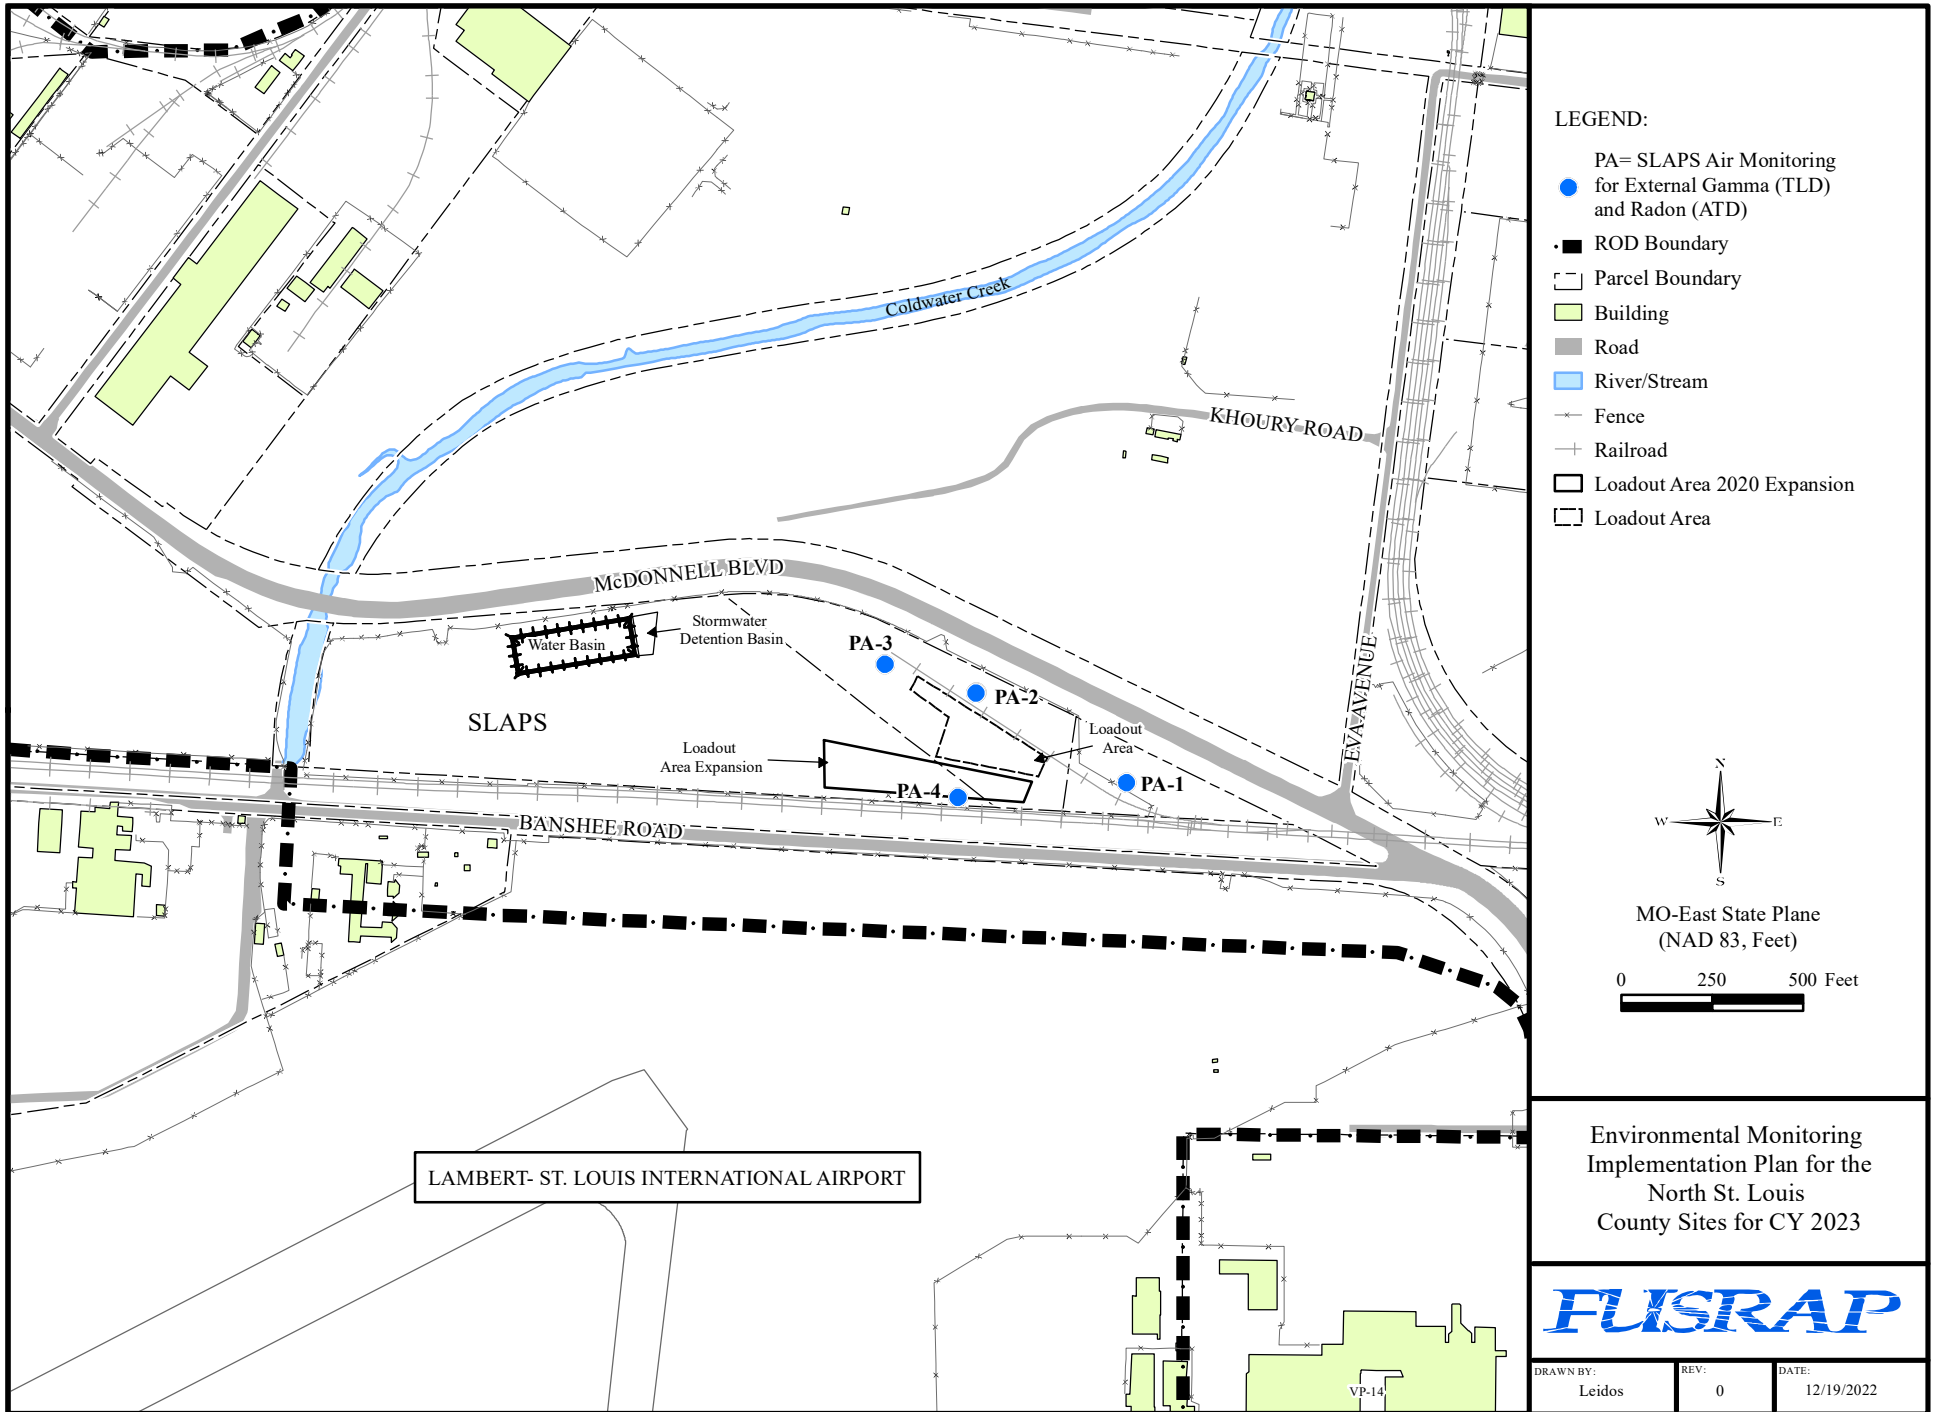 Coldwater Creek
KHOURY ROAD
McDONNELL BLVD
EVA AVENUE
Water Basin
Stormwater
Detention Basin
PA-3
PA-2
SLAPS
Loadout
Area
Loadout
Area Expansion
PA-1
PA-4
BANSHEE ROAD
LAMBERT- ST. LOUIS INTERNATIONAL AIRPORT
VP-14
LEGEND:
PA= SLAPS Air Monitoring
for External Gamma (TLD)
and Radon (ATD)
ROD Boundary
Parcel Boundary
Building
Road
River/Stream
Fence
Railroad
Loadout Area 2020 Expansion
Loadout Area
N
W
E
S
MO-East State Plane
(NAD 83, Feet)
0 250 500 Feet
Environmental Monitoring
Implementation Plan for the
North St. Louis
County Sites for CY 2023
FUSRAP
DRAWN BY: REV: DATE:
Leidos 0 12/19/2022